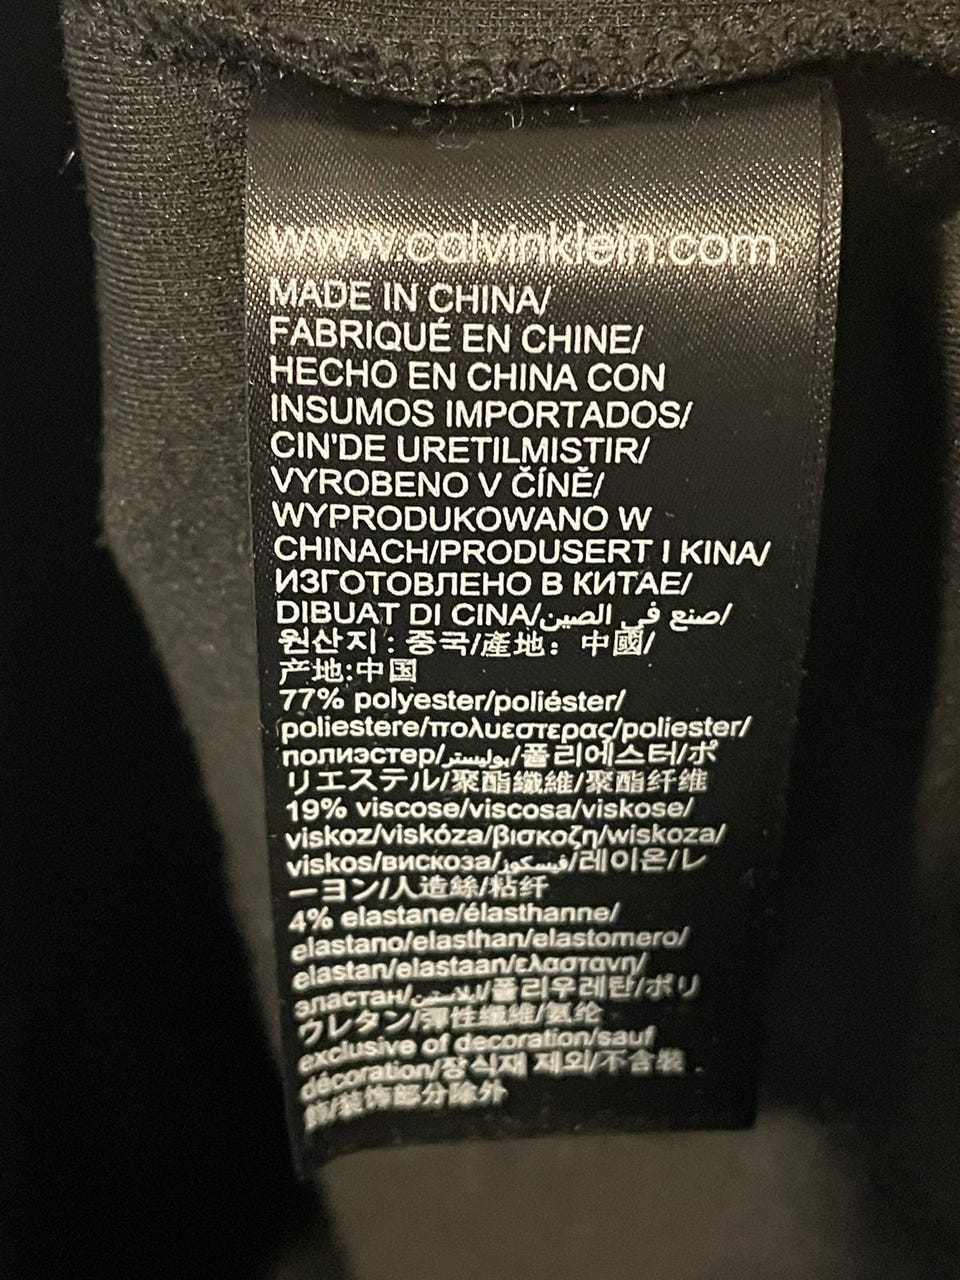 www.calvinklein.com
MADE IN CHINA/
FABRIQUÉ EN CHINE/
HECHO EN CHINA CON
INSUMOS IMPORTADOS/
CIN'DE URETILMISTIR/
VYROBENO V ČÍNĚ/
WYPRODUKOWANO W
CHINACH/PRODUSERT I KINA/
ИЗГОТОВЛЕНО В КИТАЕ/
DIBUAT DI CINA/صنع في الصين/
원산지 : 중국/產地：中國/
产地:中国
77% polyester/poliéster/
poliestere/πολυεστερας/poliester/
полиэстер/بوليستر/폴리에스터/ポ
リエステル/聚酯纖維/聚酯纤维
19% viscose/viscosa/viskose/
viskoz/viskóza/βισκοζη/wiskoza/
viskos/вискоза/فيسكوز/레이온/レ
ーヨン/人造絲/粘纤
4% elastane/élasthanne/
elastano/elasthan/elastomero/
elastan/elastaan/ελαστανη/
эластан/ايلاستين/폴리우레탄/ポリ
ウレタン/彈性纖維/氨纶
exclusive of decoration/sauf
décoration/장식재 제외/不含裝
飾/装饰部分除外